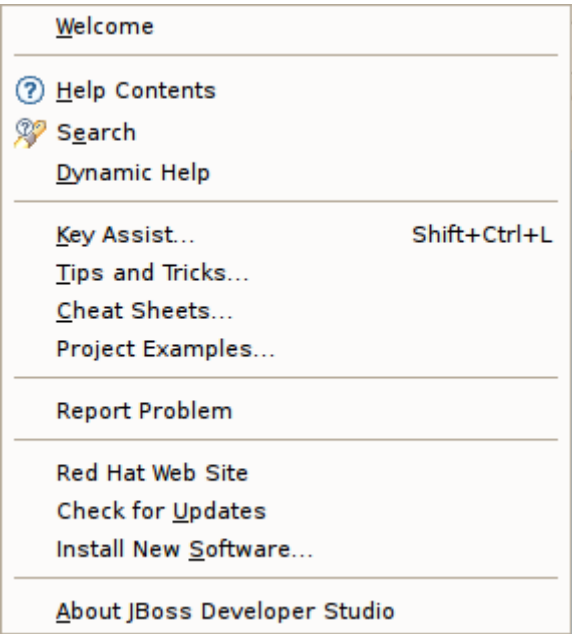 Welcome
Help Contents
Search
Dynamic Help
Key Assist... Shift+Ctrl+L
Tips and Tricks...
Cheat Sheets...
Project Examples...
Report Problem
Red Hat Web Site
Check for Updates
Install New Software...
About JBoss Developer Studio